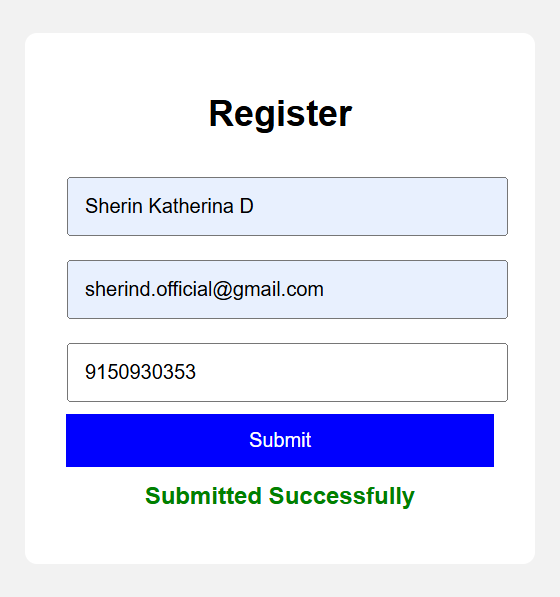 Register
Sherin Katherina D
sherind.official@gmail.com
9150930353
Submit
Submitted Successfully